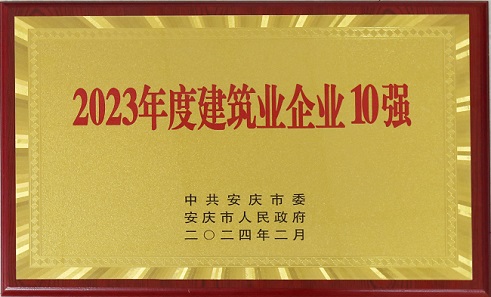 2023年度建筑业企业10强
中共安庆市委
安庆市人民政府
二〇二四年二月